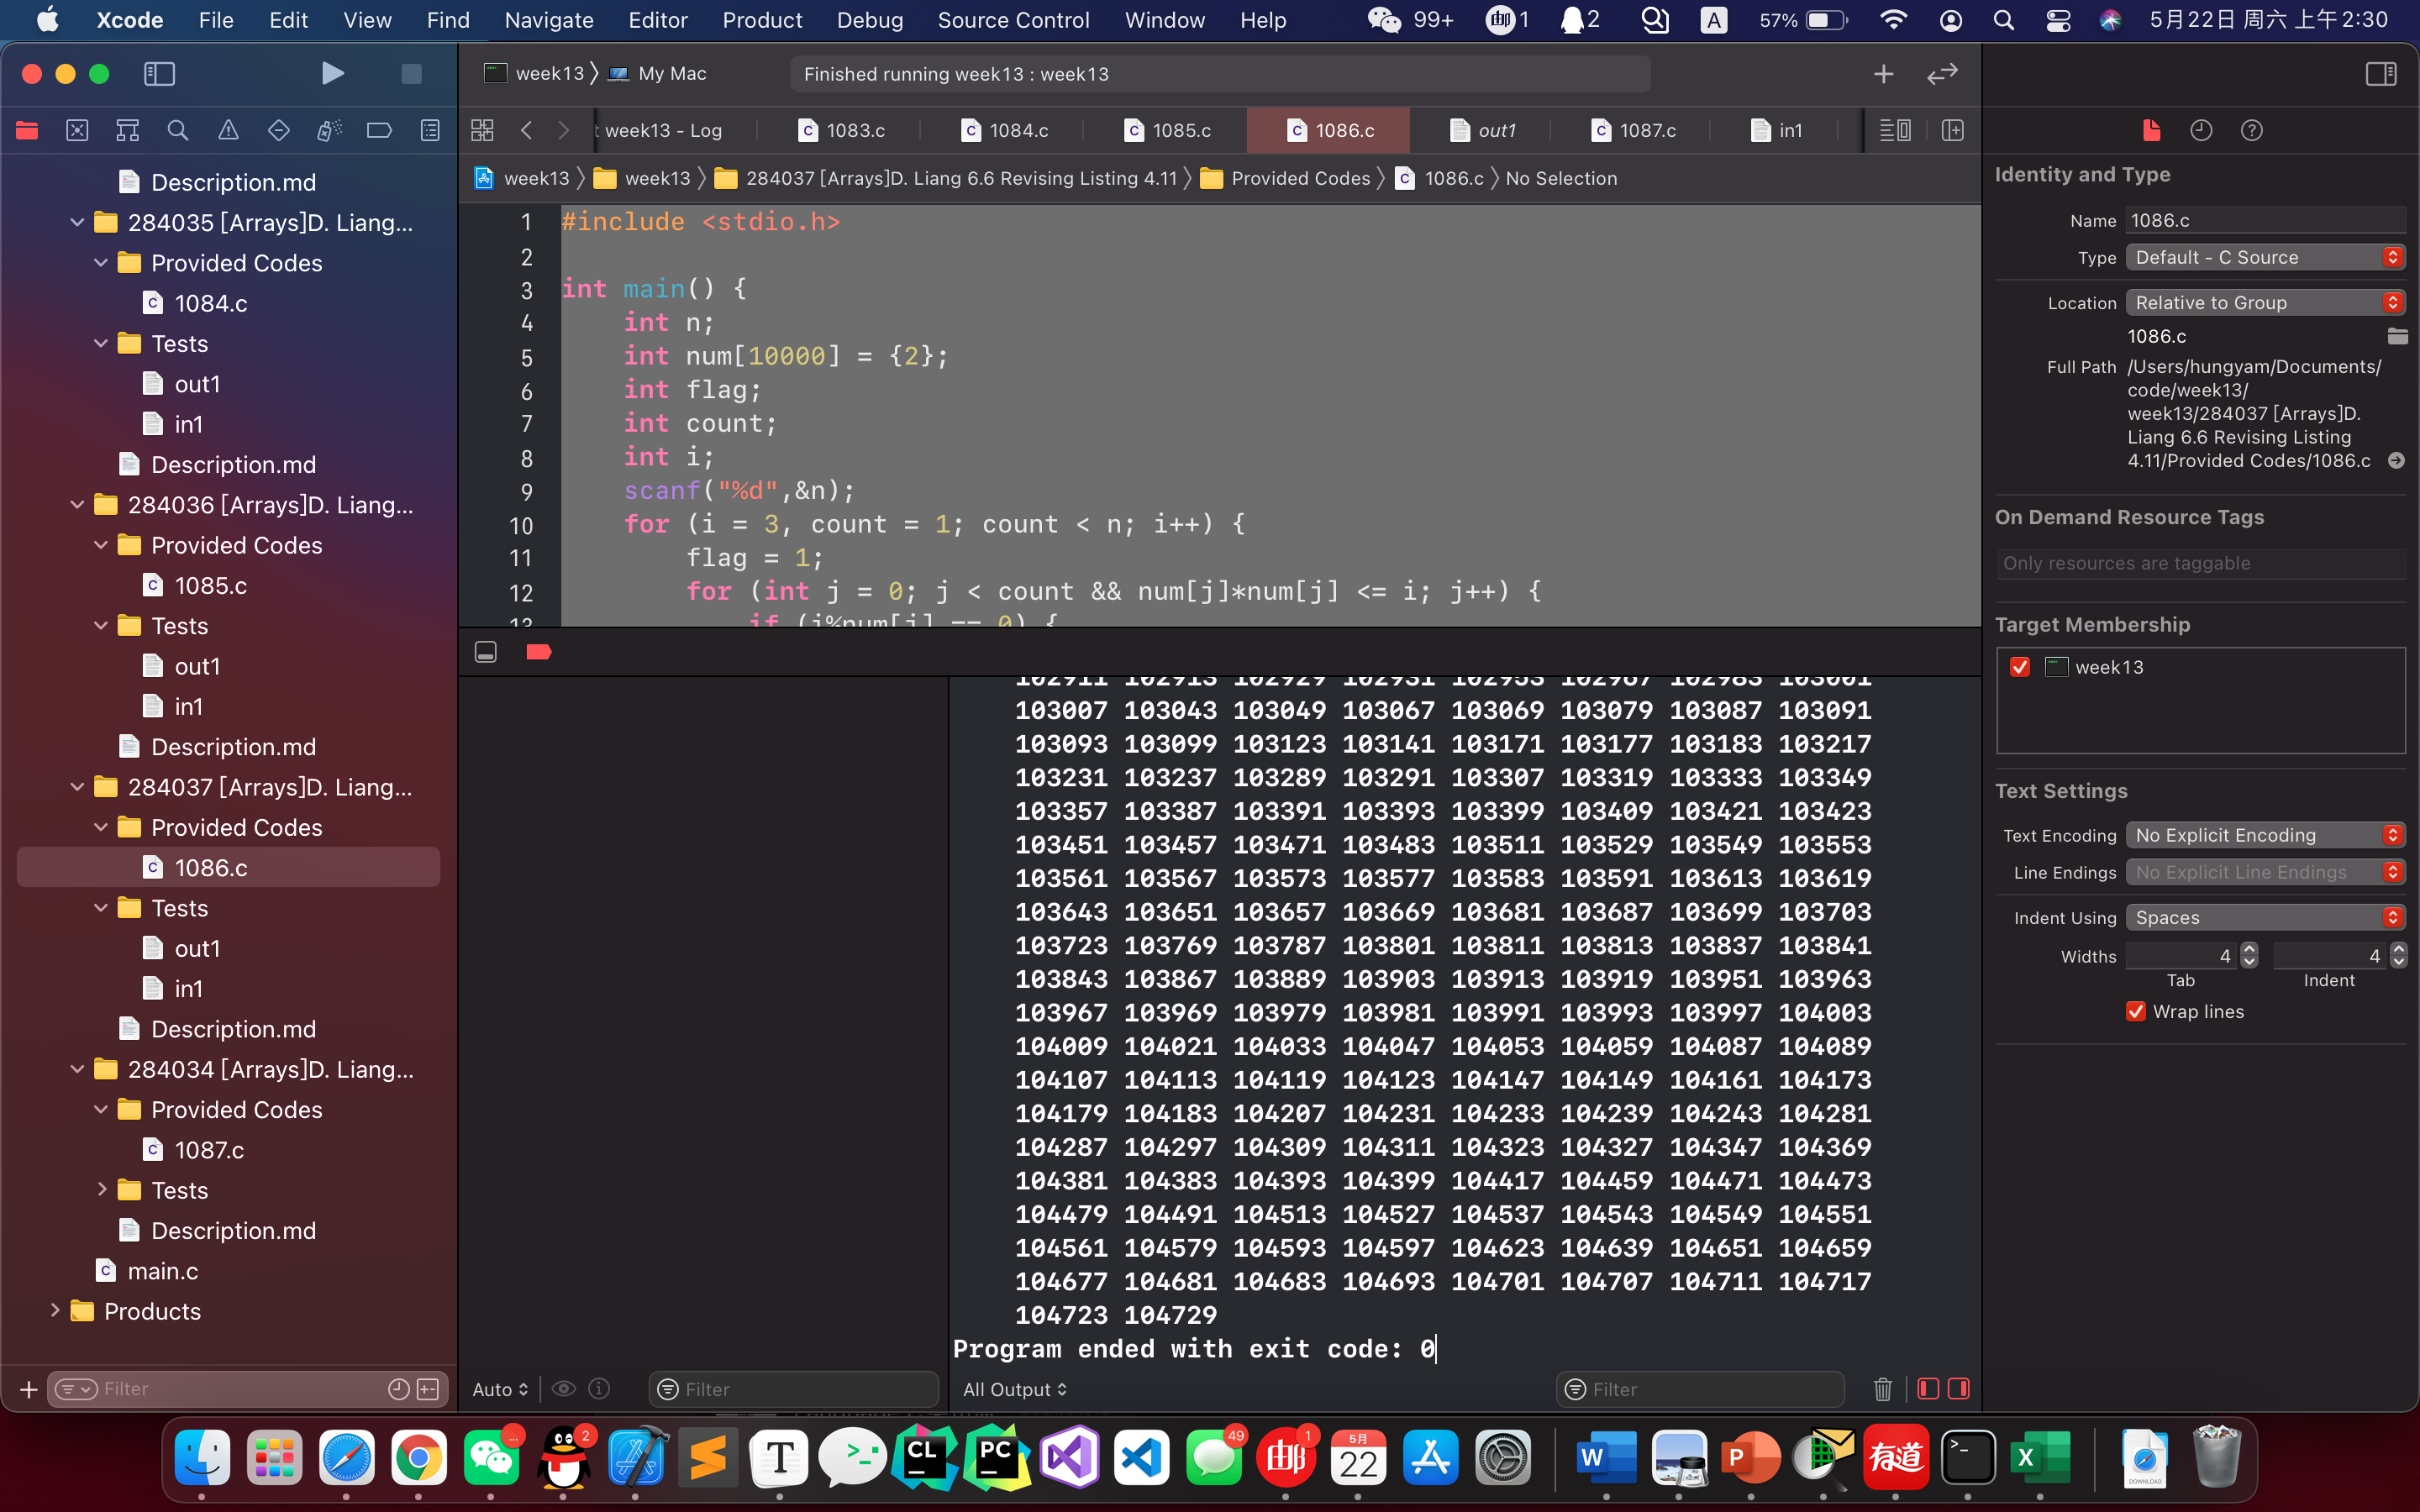 Xcode File Edit View Find Navigate Editor Product Debug Source Control Window Help 99+ 邮 1 2 A 57% 5月22日 周六 上午2:30
week13 〉 My Mac
Finished running week13 : week13
week13 - Log 1083.c 1084.c 1085.c 1086.c out1 1087.c in1
week13 〉 week13 〉 284037 [Arrays]D. Liang 6.6 Revising Listing 4.11 〉 Provided Codes 〉 1086.c 〉 No Selection
Description.md
284035 [Arrays]D. Liang...
Provided Codes
1084.c
Tests
out1
in1
Description.md
284036 [Arrays]D. Liang...
Provided Codes
1085.c
Tests
out1
in1
Description.md
284037 [Arrays]D. Liang...
Provided Codes
1086.c
Tests
out1
in1
Description.md
284034 [Arrays]D. Liang...
Provided Codes
1087.c
Tests
Description.md
main.c
Products
Filter
1 #include <stdio.h>
2
3 int main() {
4 int n;
5 int num[10000] = {2};
6 int flag;
7 int count;
8 int i;
9 scanf("%d",&n);
10 for (i = 3, count = 1; count < n; i++) {
11 flag = 1;
12 for (int j = 0; j < count && num[j]*num[j] <= i; j++) {
13 if (i%num[j] == 0) {
102911 102913 102929 102931 102953 102967 102983 103001
103007 103043 103049 103067 103069 103079 103087 103091
103093 103099 103123 103141 103171 103177 103183 103217
103231 103237 103289 103291 103307 103319 103333 103349
103357 103387 103391 103393 103399 103409 103421 103423
103451 103457 103471 103483 103511 103529 103549 103553
103561 103567 103573 103577 103583 103591 103613 103619
103643 103651 103657 103669 103681 103687 103699 103703
103723 103769 103787 103801 103811 103813 103837 103841
103843 103867 103889 103903 103913 103919 103951 103963
103967 103969 103979 103981 103991 103993 103997 104003
104009 104021 104033 104047 104053 104059 104087 104089
104107 104113 104119 104123 104147 104149 104161 104173
104179 104183 104207 104231 104233 104239 104243 104281
104287 104297 104309 104311 104323 104327 104347 104369
104381 104383 104393 104399 104417 104459 104471 104473
104479 104491 104513 104527 104537 104543 104549 104551
104561 104579 104593 104597 104623 104639 104651 104659
104677 104681 104683 104693 104701 104707 104711 104717
104723 104729
Program ended with exit code: 0
Auto Filter All Output Filter
Identity and Type
Name 1086.c
Type Default - C Source
Location Relative to Group
1086.c
Full Path /Users/hungyam/Documents/
code/week13/
week13/284037 [Arrays]D.
Liang 6.6 Revising Listing
4.11/Provided Codes/1086.c
On Demand Resource Tags
Only resources are taggable
Target Membership
week13
Text Settings
Text Encoding No Explicit Encoding
Line Endings No Explicit Line Endings
Indent Using Spaces
Widths 4 4
Tab Indent
Wrap lines
... 2 T CL PC 49 邮 1 5月 22 W P 有道 X DOWNLOAD